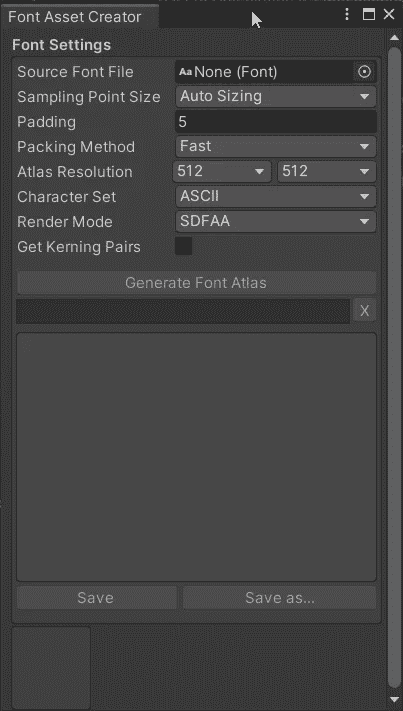 Font Asset Creator
Font Settings
Source Font File Aa None (Font)
Sampling Point Size Auto Sizing
Padding 5
Packing Method Fast
Atlas Resolution 512 512
Character Set ASCII
Render Mode SDFAA
Get Kerning Pairs
Generate Font Atlas
X
Save Save as...